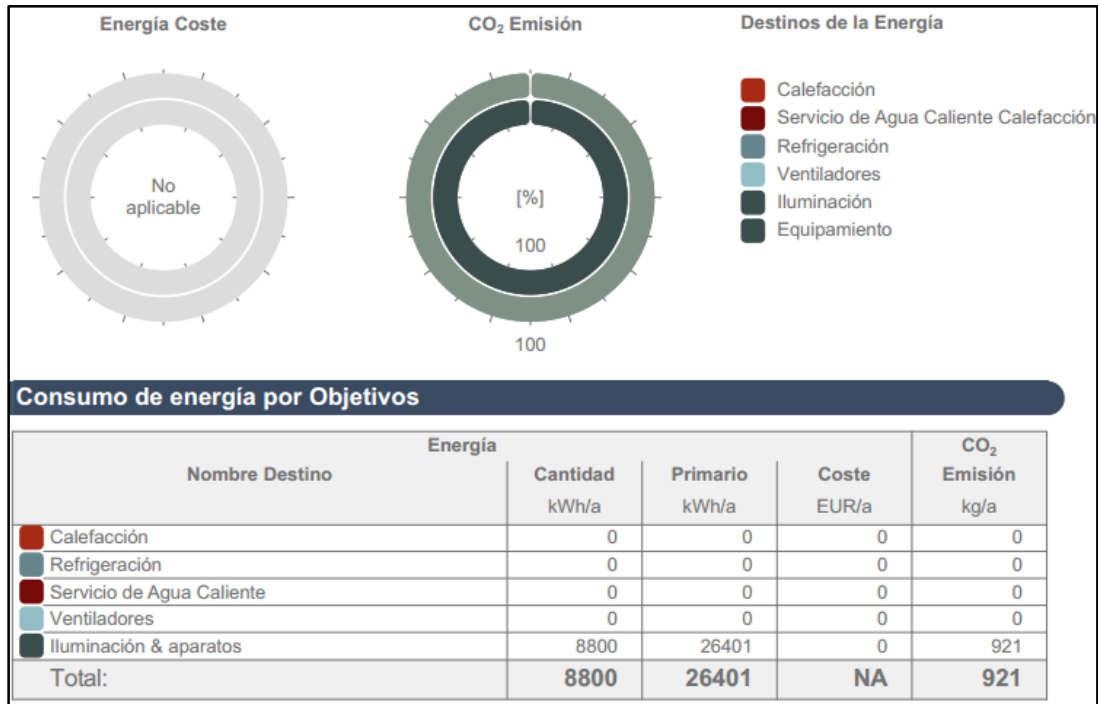 Energía Coste
CO₂ Emisión
Destinos de la Energía
No
aplicable
[%]
100
100
Calefacción
Servicio de Agua Caliente Calefacción
Refrigeración
Ventiladores
Iluminación
Equipamiento
Consumo de energía por Objetivos
Energía CO₂
Nombre Destino Cantidad Primario Coste Emisión
kWh/a kWh/a EUR/a kg/a
Calefacción 0 0 0 0
Refrigeración 0 0 0 0
Servicio de Agua Caliente 0 0 0 0
Ventiladores 0 0 0 0
Iluminación & aparatos 8800 26401 0 921
Total: 8800 26401 NA 921